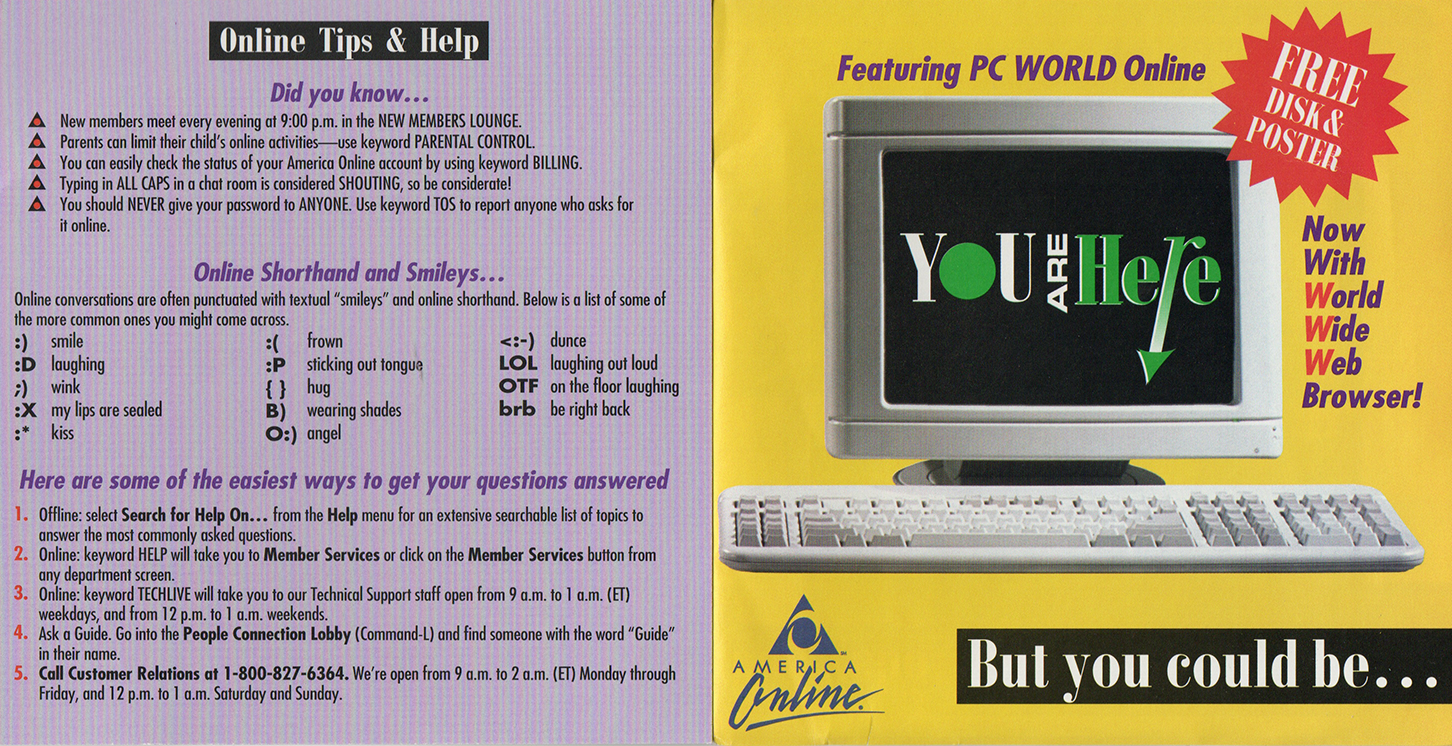 Online Tips & Help
Did you know...
New members meet every evening at 9:00 p.m. in the NEW MEMBERS LOUNGE.
Parents can limit their child's online activities—use keyword PARENTAL CONTROL.
You can easily check the status of your America Online account by using keyword BILLING.
Typing in ALL CAPS in a chat room is considered SHOUTING, so be considerate!
You should NEVER give your password to ANYONE. Use keyword TOS to report anyone who asks for
it online.
Online Shorthand and Smileys...
Online conversations are often punctuated with textual "smileys" and online shorthand. Below is a list of some of
the more common ones you might come across.
:) smile
:D laughing
;) wink
:X my lips are sealed
:* kiss
:( frown
:P sticking out tongue
{ } hug
B) wearing shades
O:) angel
<:-) dunce
LOL laughing out loud
OTF on the floor laughing
brb be right back
Here are some of the easiest ways to get your questions answered
1. Offline: select Search for Help On... from the Help menu for an extensive searchable list of topics to
answer the most commonly asked questions.
2. Online: keyword HELP will take you to Member Services or click on the Member Services button from
any department screen.
3. Online: keyword TECHLIVE will take you to our Technical Support staff open from 9 a.m. to 1 a.m. (ET)
weekdays, and from 12 p.m. to 1 a.m. weekends.
4. Ask a Guide. Go into the People Connection Lobby (Command-L) and find someone with the word "Guide"
in their name.
5. Call Customer Relations at 1-800-827-6364. We're open from 9 a.m. to 2 a.m. (ET) Monday through
Friday, and 12 p.m. to 1 a.m. Saturday and Sunday.
Featuring PC WORLD Online
FREE
DISK &
POSTER
YOU ARE Here
Now
With
World
Wide
Web
Browser!
AMERICA
Online.
SM
But you could be...